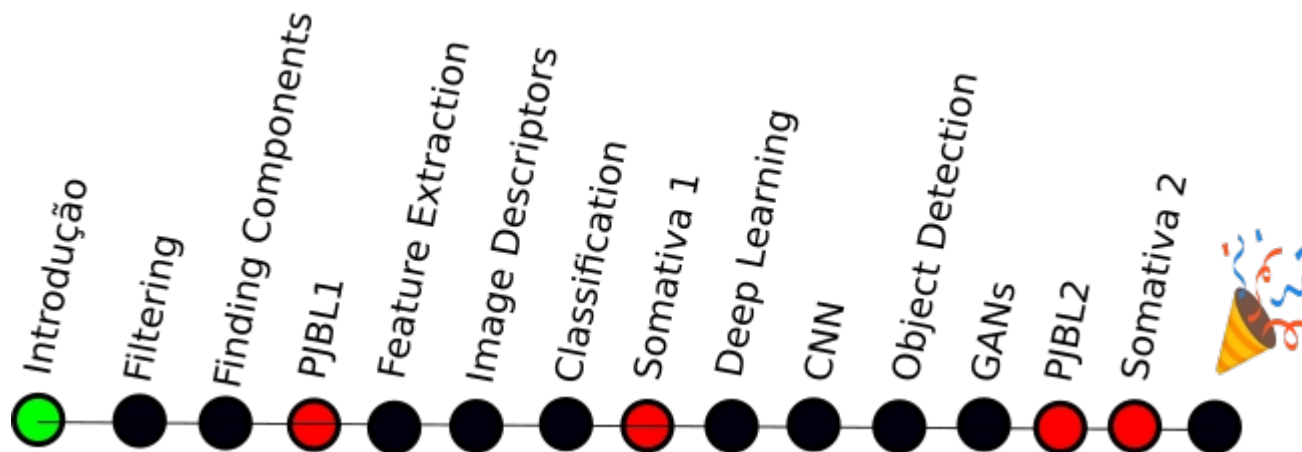 Introdução
Filtering
Finding Components
PJBL1
Feature Extraction
Image Descriptors
Classification
Somativa 1
Deep Learning
CNN
Object Detection
GANs
PJBL2
Somativa 2